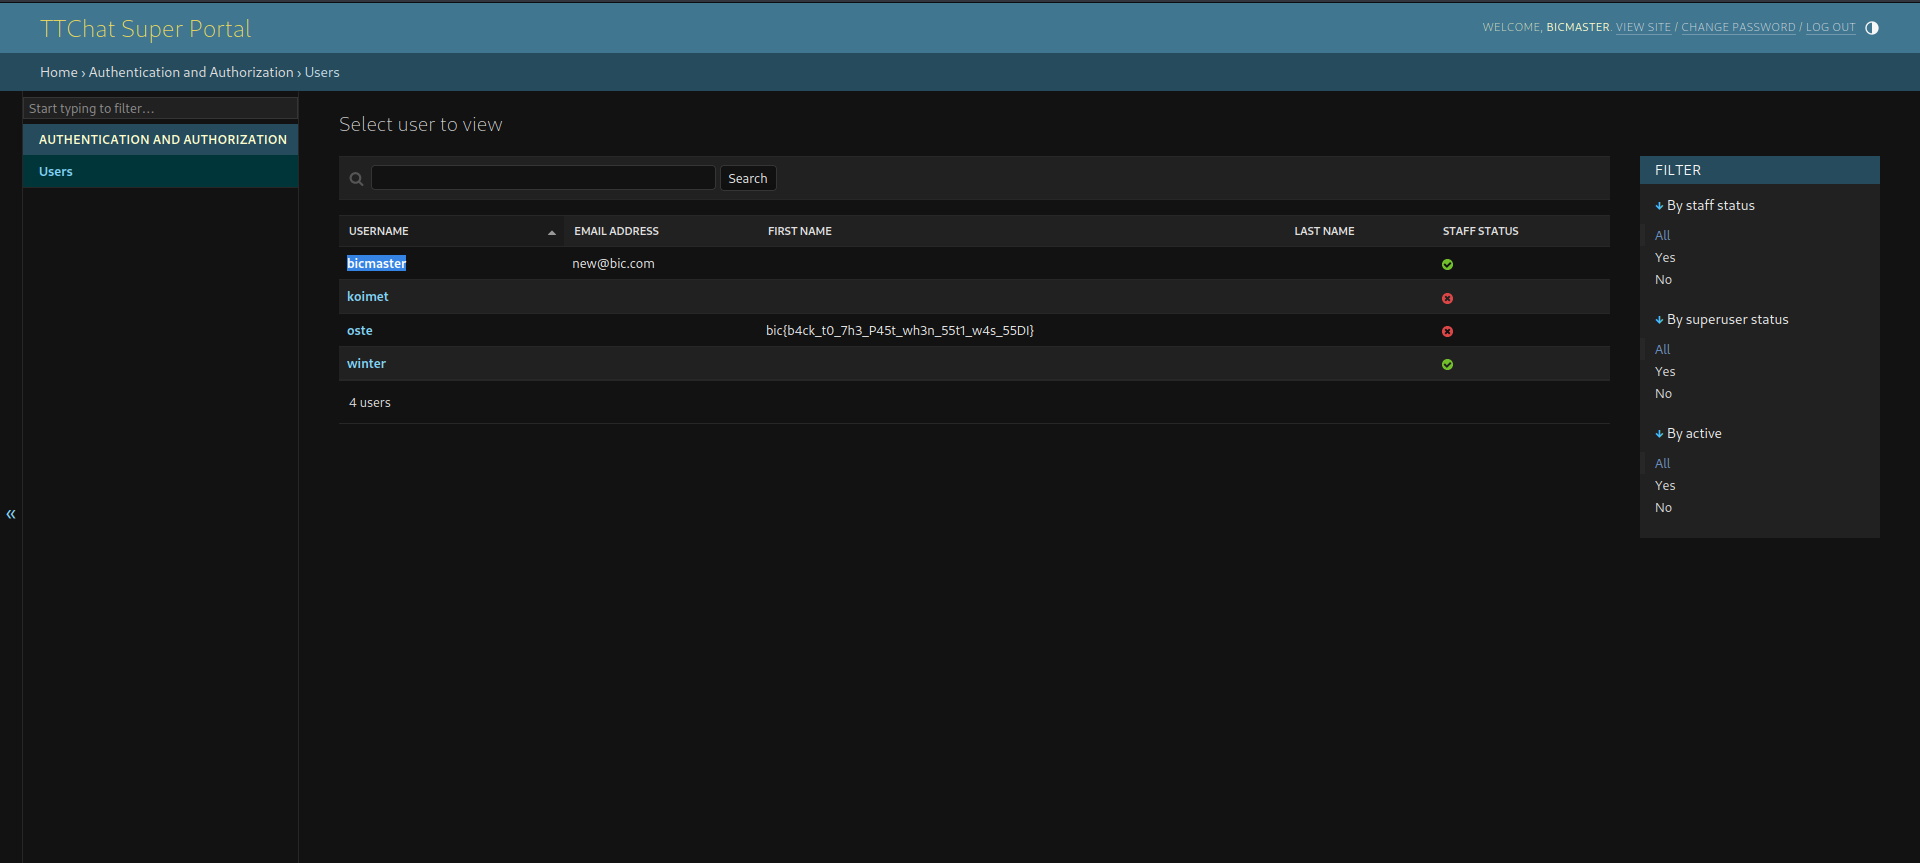 TTChat Super Portal
WELCOME, BICMASTER. VIEW SITE / CHANGE PASSWORD / LOG OUT
Home › Authentication and Authorization › Users
Start typing to filter...
AUTHENTICATION AND AUTHORIZATION
Users
«
Select user to view
Search
USERNAME EMAIL ADDRESS FIRST NAME LAST NAME STAFF STATUS
bicmaster new@bic.com
koimet
oste bic{b4ck_t0_7h3_P45t_wh3n_55t1_w4s_55DI}
winter
4 users
FILTER
By staff status
All
Yes
No
By superuser status
All
Yes
No
By active
All
Yes
No